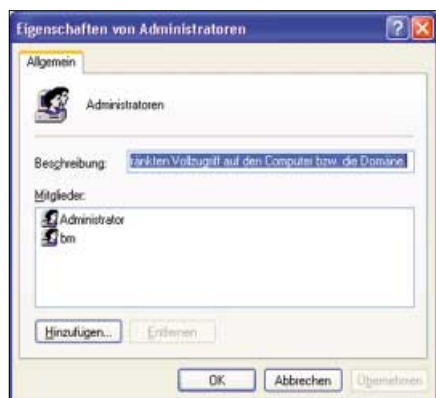 Eigenschaften von Administratoren
Allgemein
Administratoren
Beschreibung: ränkten Vollzugriff auf den Computer bzw. die Domäne.
Mitglieder:
Administrator
bm
Hinzufügen... Entfernen
OK Abbrechen Übernehmen